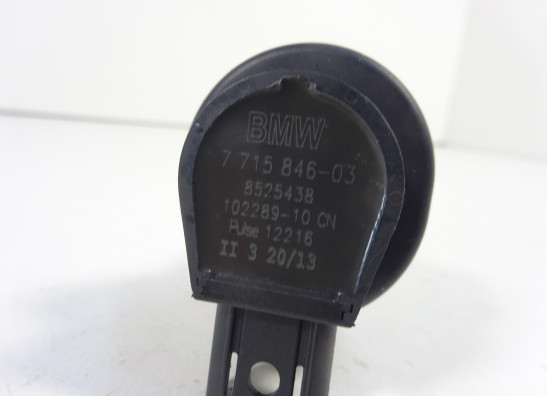 BMW
7 715 846-03
8525438
102289-10 CN
Pulse 12216
II 3 20/13